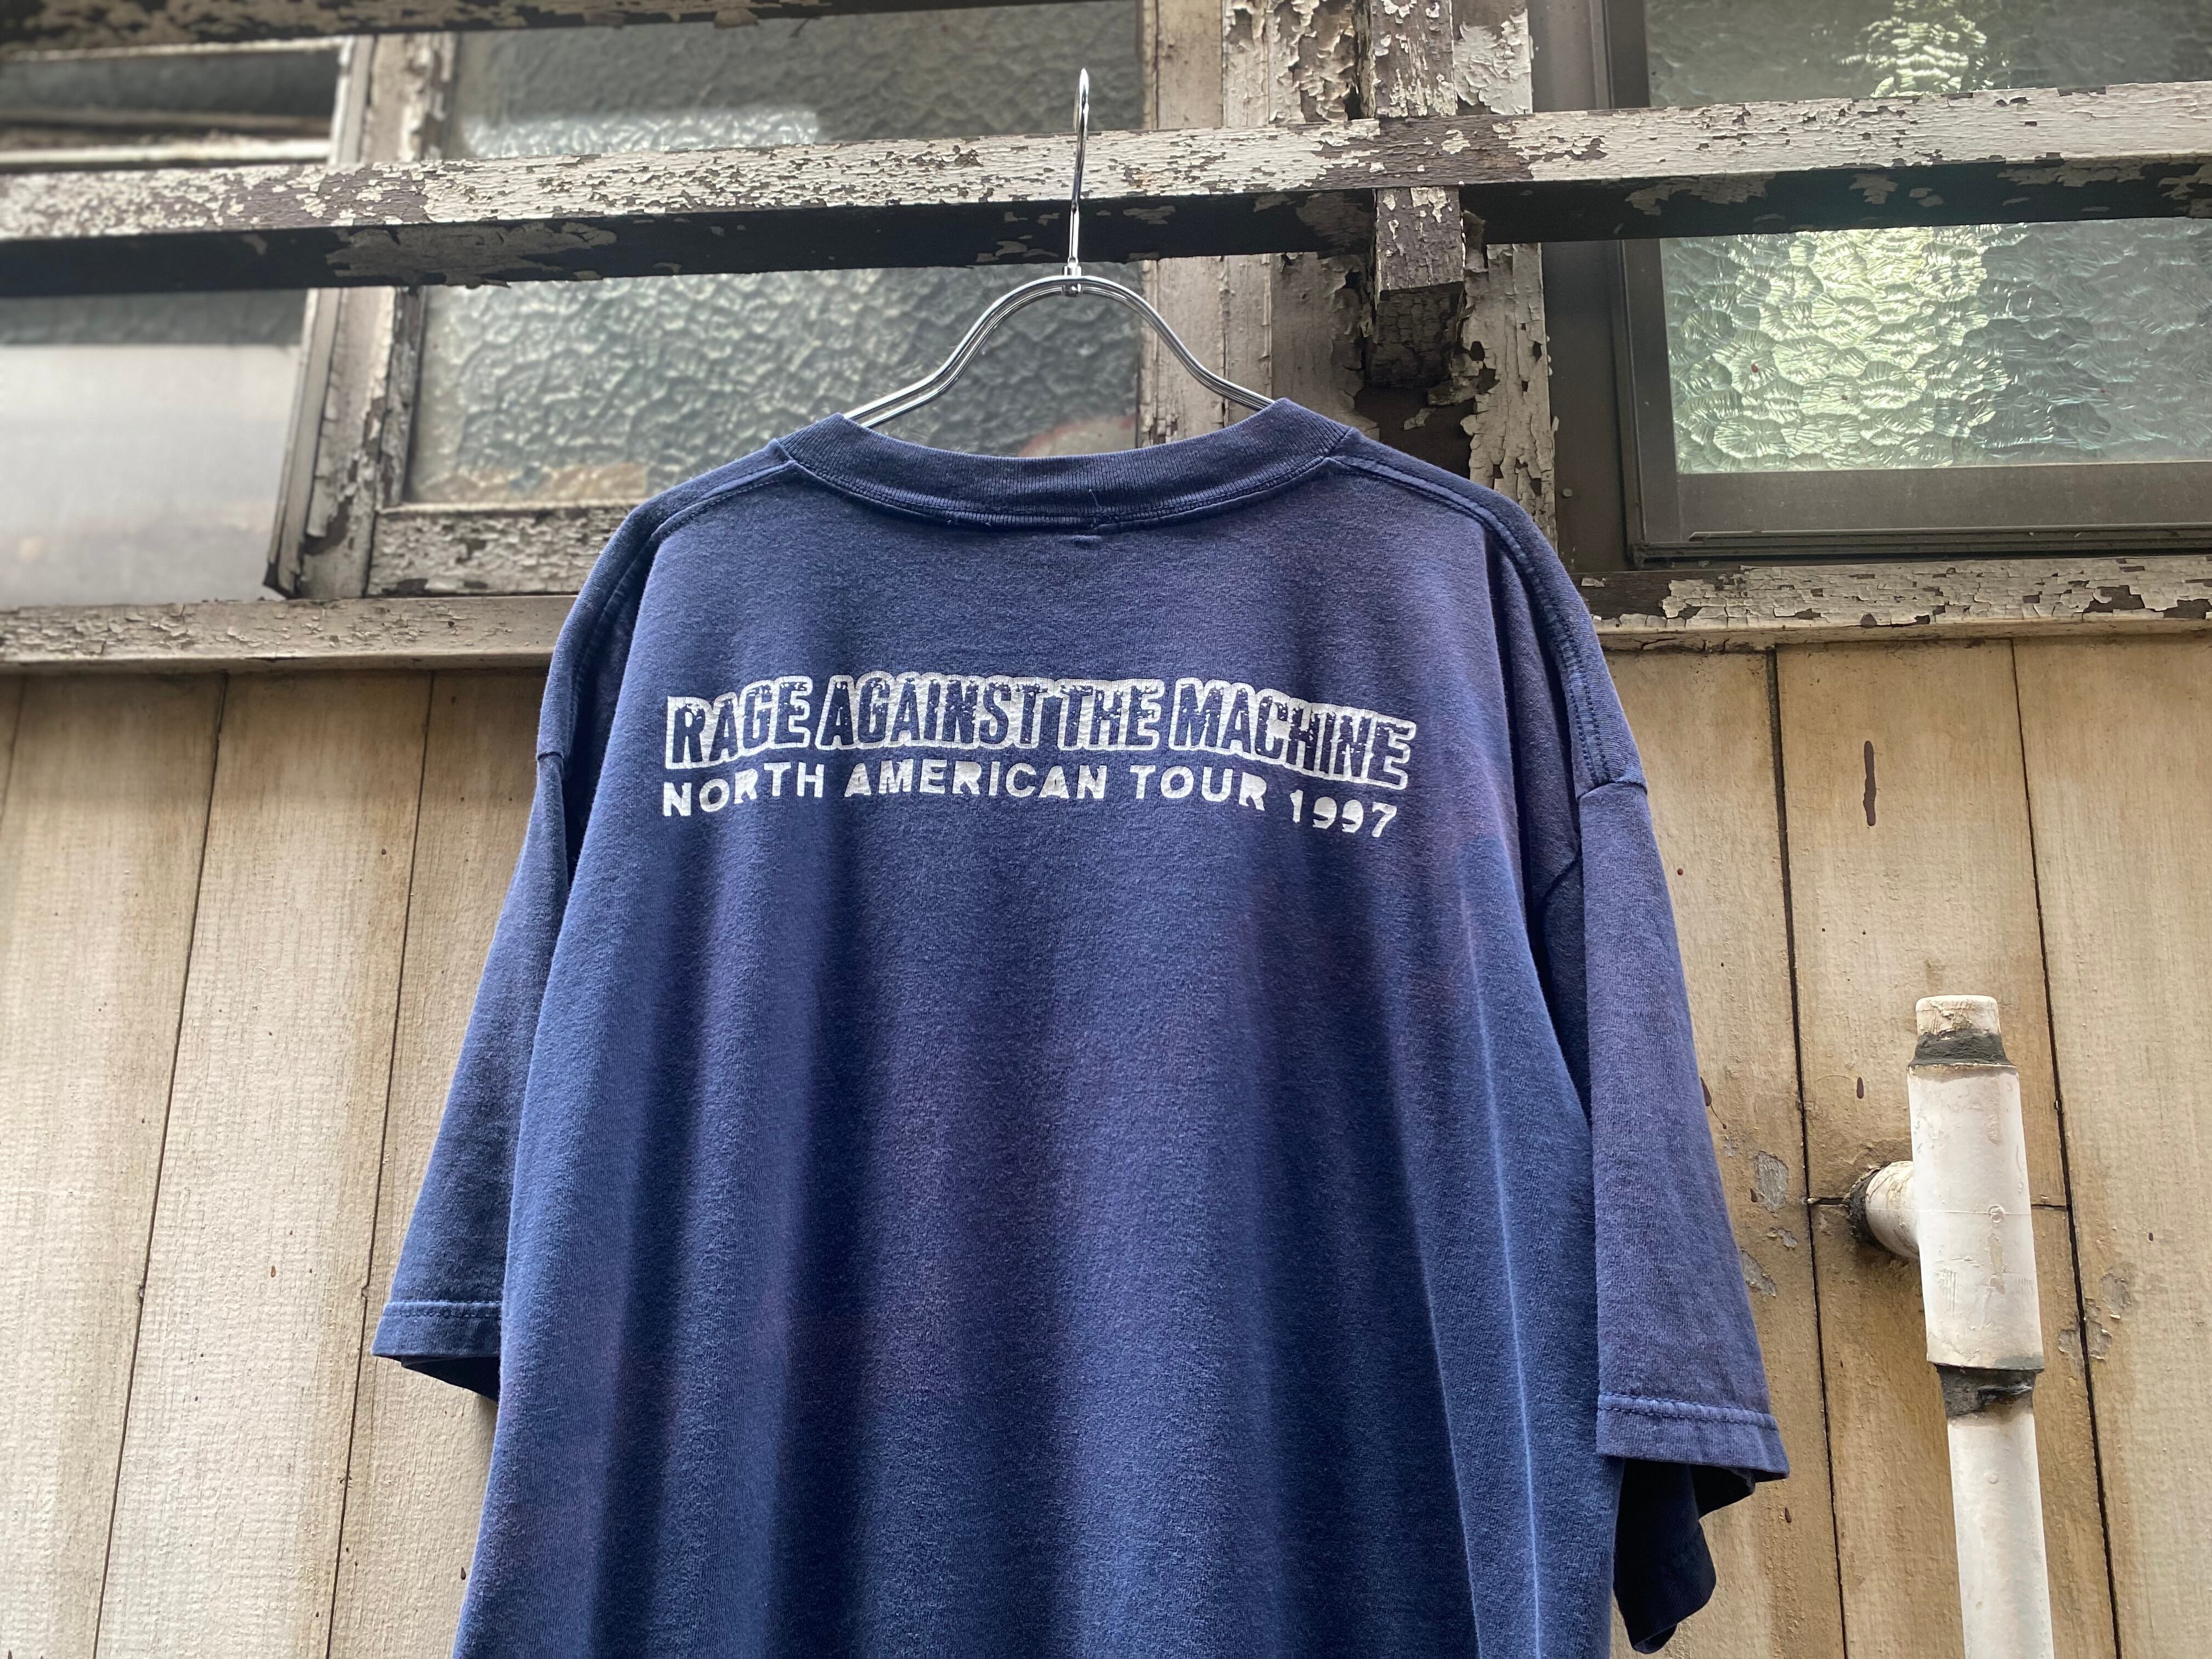 RAGE AGAINST THE MACHINE
NORTH AMERICAN TOUR 1997